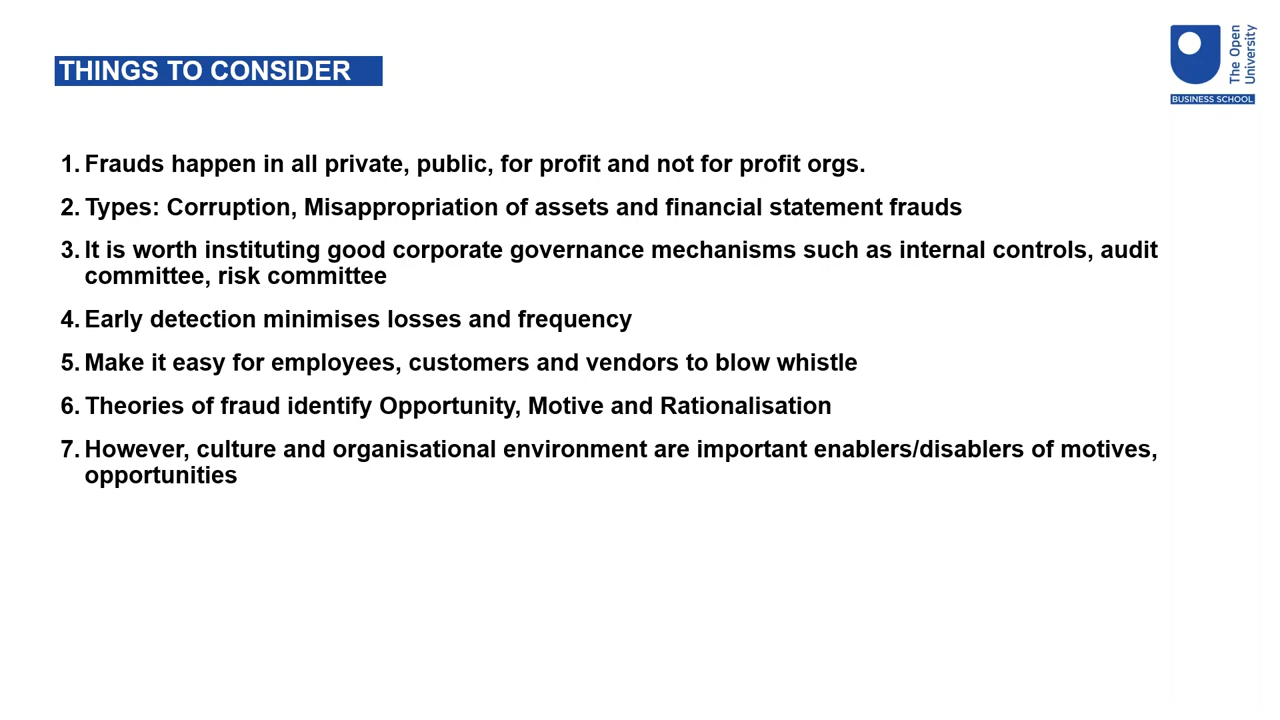 THINGS TO CONSIDER
The Open
University
BUSINESS SCHOOL
1. Frauds happen in all private, public, for profit and not for profit orgs.
2. Types: Corruption, Misappropriation of assets and financial statement frauds
3. It is worth instituting good corporate governance mechanisms such as internal controls, audit
committee, risk committee
4. Early detection minimises losses and frequency
5. Make it easy for employees, customers and vendors to blow whistle
6. Theories of fraud identify Opportunity, Motive and Rationalisation
7. However, culture and organisational environment are important enablers/disablers of motives,
opportunities